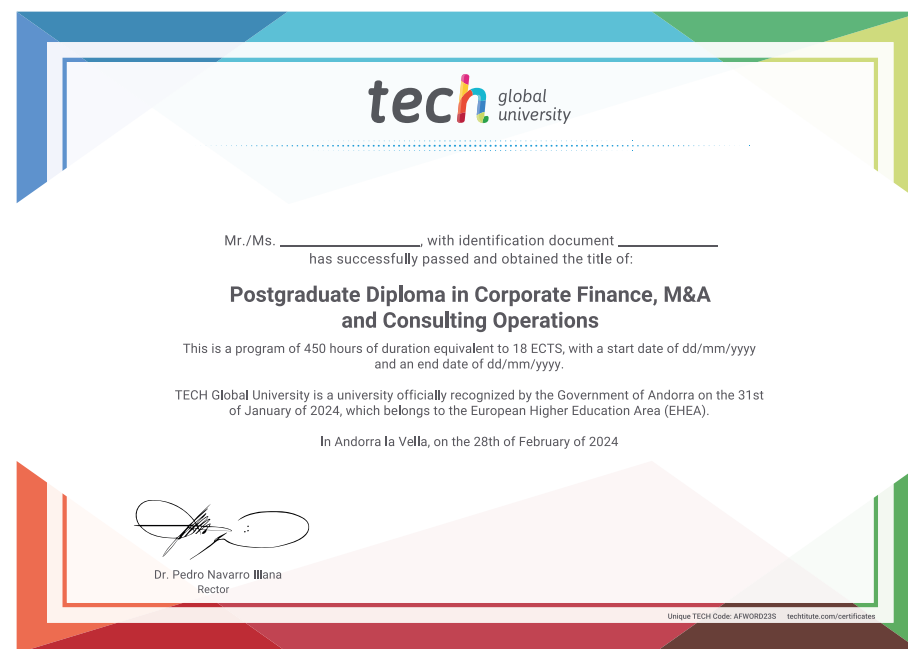 tech global
university
Mr./Ms. ____________________, with identification document ______________
has successfully passed and obtained the title of:
Postgraduate Diploma in Corporate Finance, M&A
and Consulting Operations
This is a program of 450 hours of duration equivalent to 18 ECTS, with a start date of dd/mm/yyyy
and an end date of dd/mm/yyyy.
TECH Global University is a university officially recognized by the Government of Andorra on the 31st
of January of 2024, which belongs to the European Higher Education Area (EHEA).
In Andorra la Vella, on the 28th of February of 2024
Dr. Pedro Navarro Illana
Rector
Unique TECH Code: AFWORD23S techtitute.com/certificates